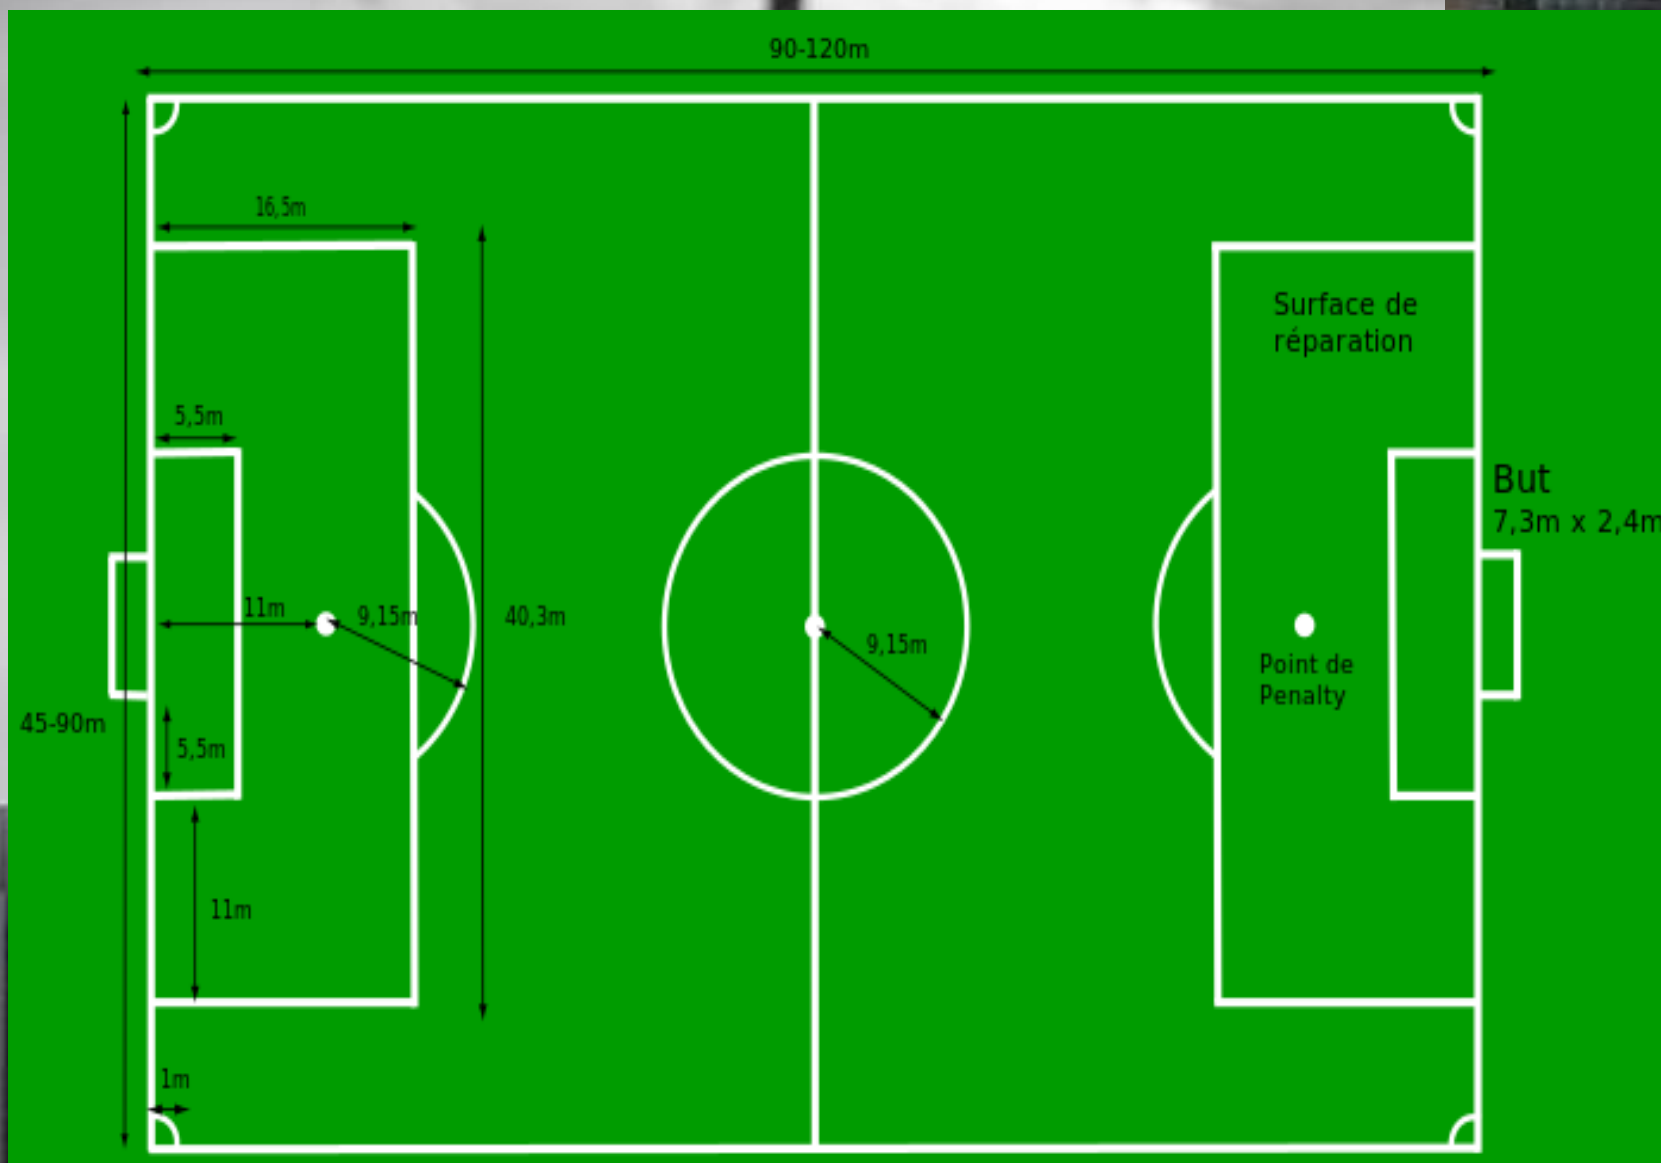 90-120m
16,5m
Surface de
réparation
5,5m
But
7,3m x 2,4m
11m
9,15m
40,3m
9,15m
Point de
Penalty
45-90m
5,5m
11m
1m